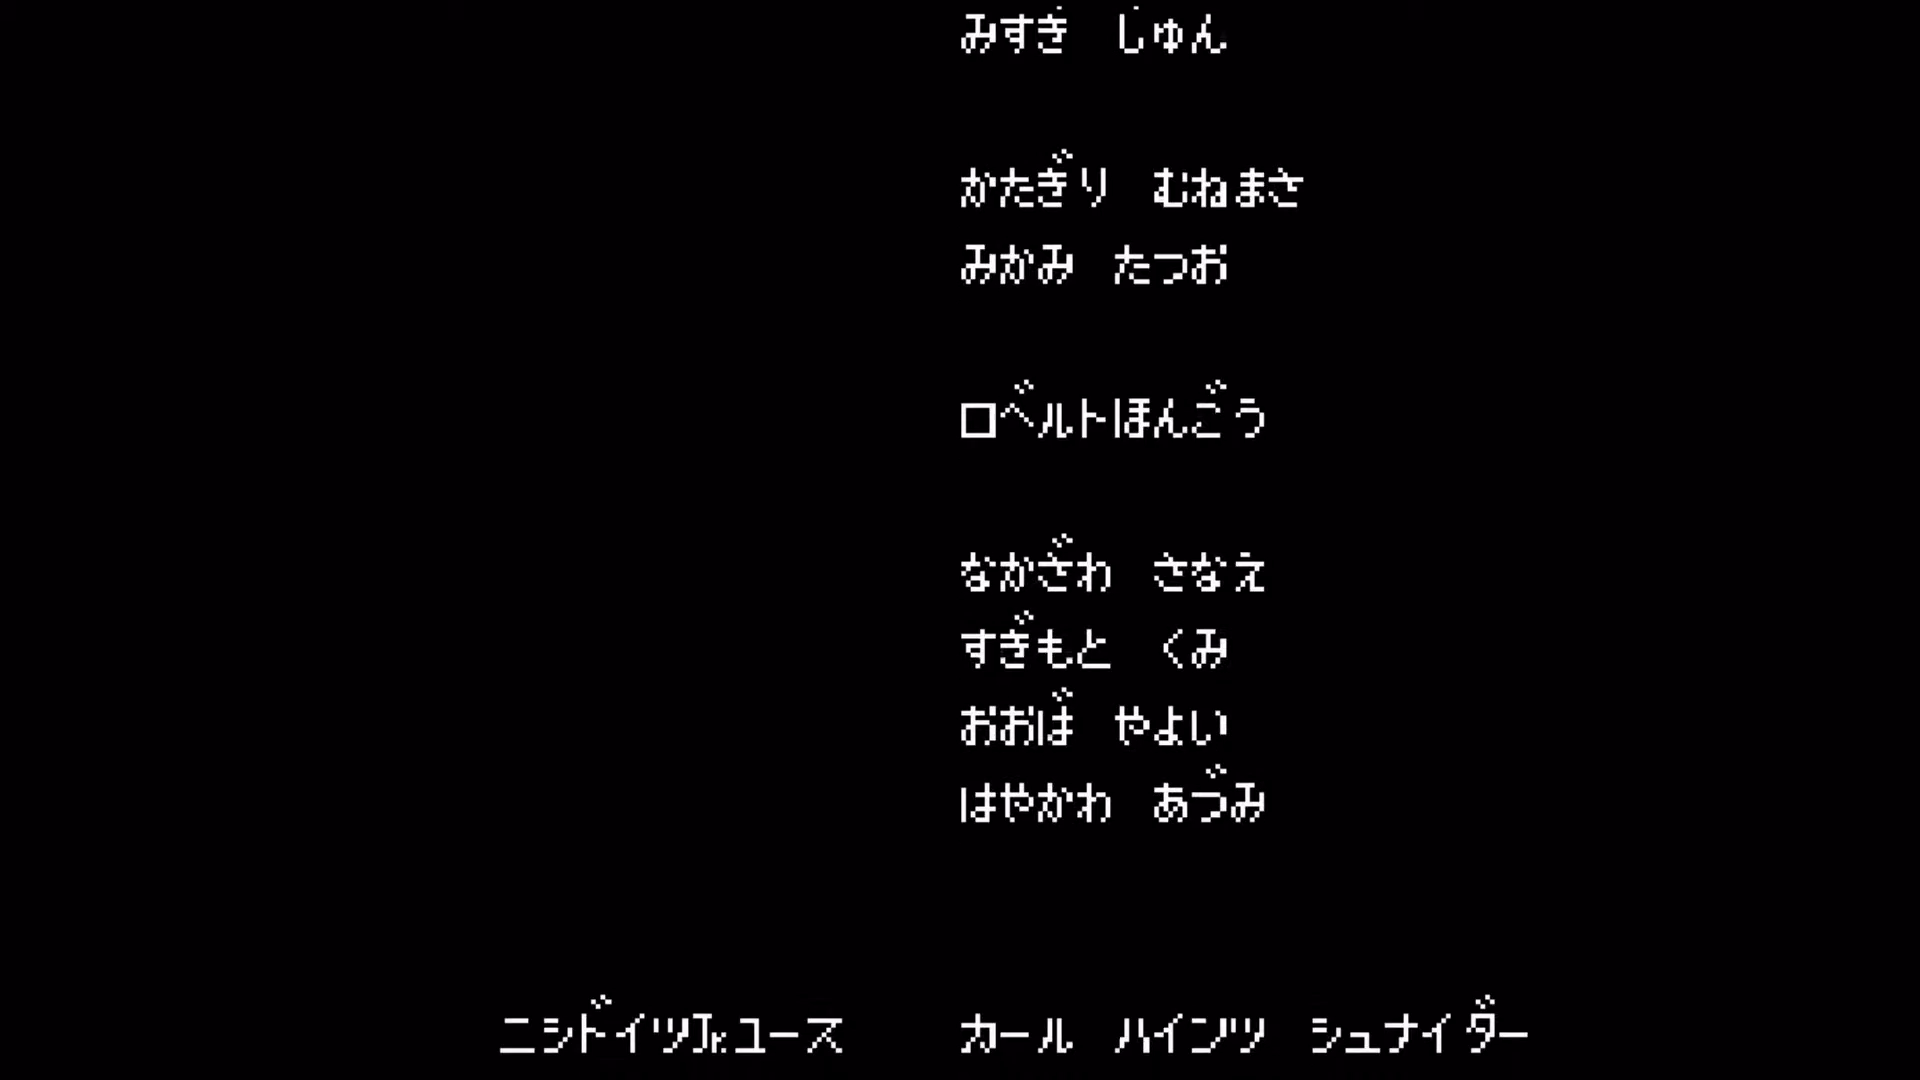 みすぎ じゅん
かたぎり むねまさ
みかみ たつお
ロベルトほんごう
なかざわ さなえ
すぎもと くみ
おおば やよい
はやかわ あづみ
ニシドイツJr.ユース カール ハインツ シュナイダー